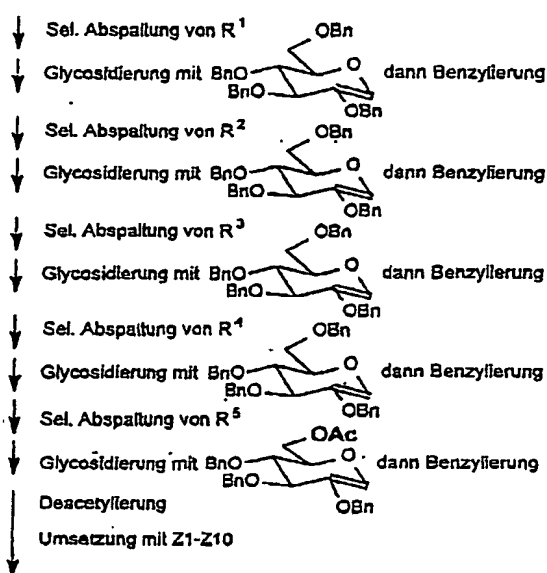 Sel. Abspaltung von R¹
OBn
Glycosidierung mit BnO O dann Benzylierung
BnO
OBn
Sel. Abspaltung von R²
OBn
Glycosidierung mit BnO O dann Benzylierung
BnO
OBn
Sel. Abspaltung von R³
OBn
Glycosidierung mit BnO O dann Benzylierung
BnO
OBn
Sel. Abspaltung von R⁴
OBn
Glycosidierung mit BnO O dann Benzylierung
BnO
OBn
Sel. Abspaltung von R⁵
OAc
Glycosidierung mit BnO O dann Benzylierung
BnO
OBn
Deacetylierung
Umsetzung mit Z1-Z10